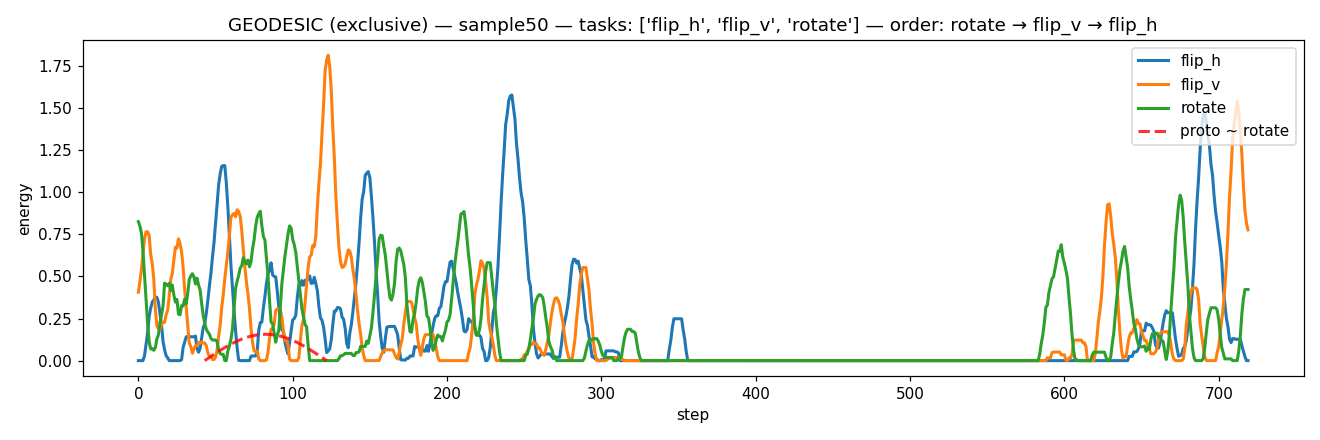 GEODESIC (exclusive) — sample50 — tasks: ['flip_h', 'flip_v', 'rotate'] — order: rotate → flip_v → flip_h
flip_h
flip_v
rotate
proto ~ rotate
energy
1.75
1.50
1.25
1.00
0.75
0.50
0.25
0.00
0 100 200 300 400 500 600 700
step